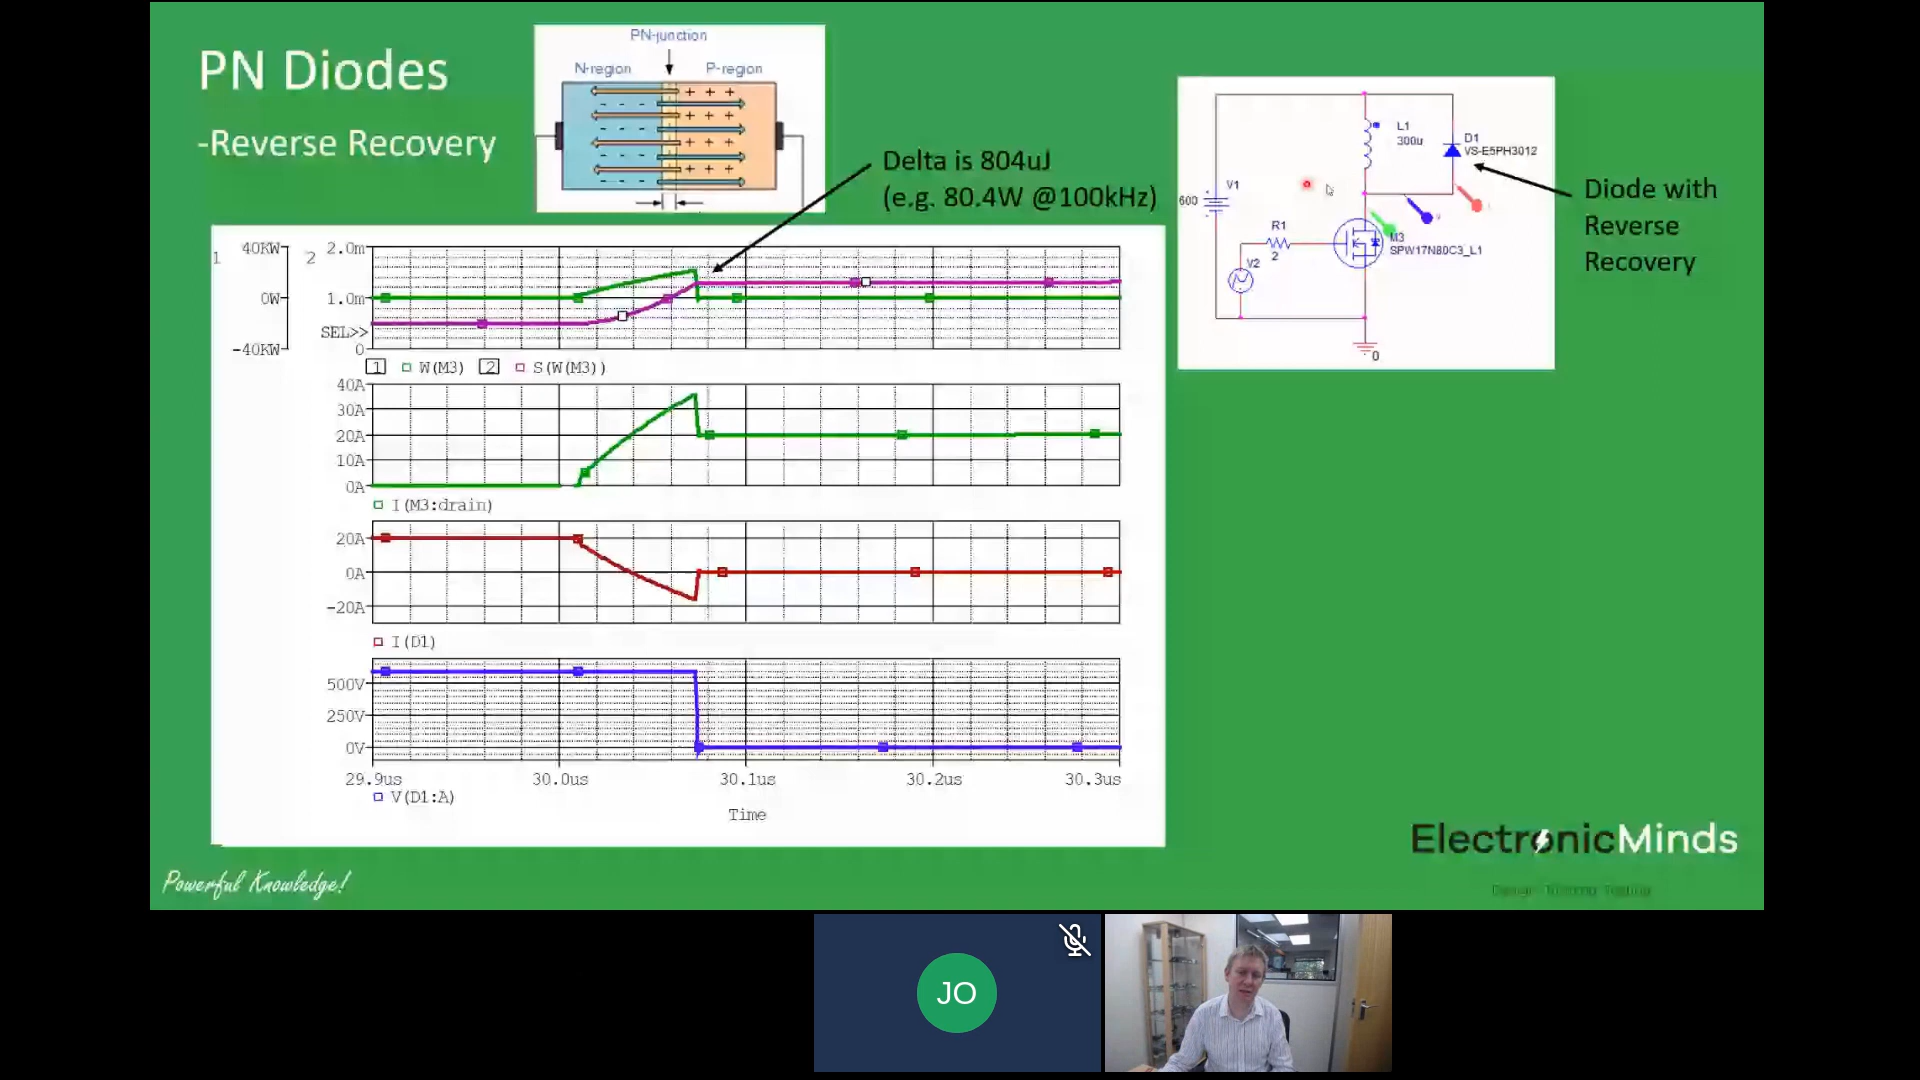 PN Diodes
-Reverse Recovery
PN-junction
N-region
P-region
Delta is 804uJ
(e.g. 80.4W @100kHz)
L1
300u
D1
VS-E5PH3012
V1
600
R1
2
V2
M3
SPW17N80C3_L1
0
Diode with
Reverse
Recovery
1
40KW
0W
-40KW
2
2.0m
1.0m
SEL>>
0
1 W(M3) 2 S(W(M3))
40A
30A
20A
10A
0A
I(M3:drain)
20A
0A
-20A
I(D1)
500V
250V
0V
29.9us 30.0us 30.1us 30.2us 30.3us
V(D1:A)
Time
ElectronicMinds
Powerful Knowledge!
JO